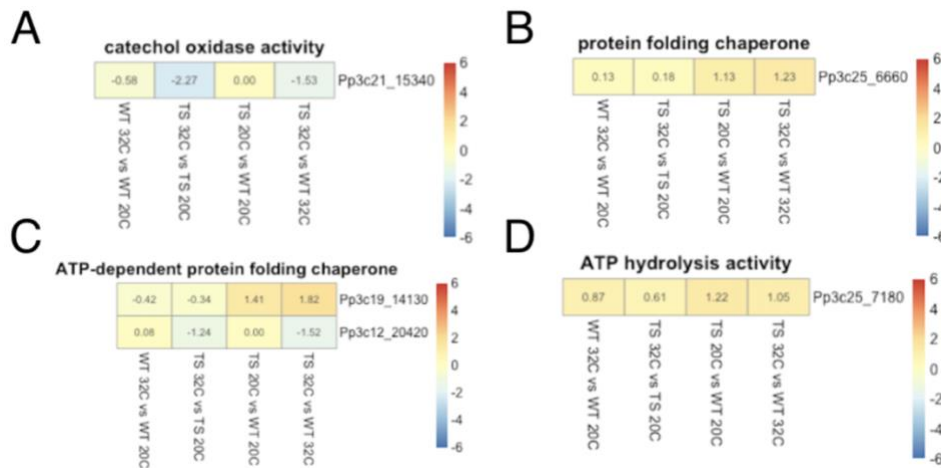 A
catechol oxidase activity
-0.58 -2.27 0.00 -1.53 Pp3c21_15340
WT 32C vs WT 20C
TS 32C vs TS 20C
TS 20C vs WT 20C
TS 32C vs WT 32C
6
4
2
0
-2
-4
-6
B
protein folding chaperone
0.13 0.18 1.13 1.23 Pp3c25_6660
WT 32C vs WT 20C
TS 32C vs TS 20C
TS 20C vs WT 20C
TS 32C vs WT 32C
6
4
2
0
-2
-4
-6
C
ATP-dependent protein folding chaperone
-0.42 -0.34 1.41 1.82 Pp3c19_14130
0.08 -1.24 0.00 -1.52 Pp3c12_20420
WT 32C vs WT 20C
TS 32C vs TS 20C
TS 20C vs WT 20C
TS 32C vs WT 32C
6
4
2
0
-2
-4
-6
D
ATP hydrolysis activity
0.87 0.61 1.22 1.05 Pp3c25_7180
WT 32C vs WT 20C
TS 32C vs TS 20C
TS 20C vs WT 20C
TS 32C vs WT 32C
6
4
2
0
-2
-4
-6